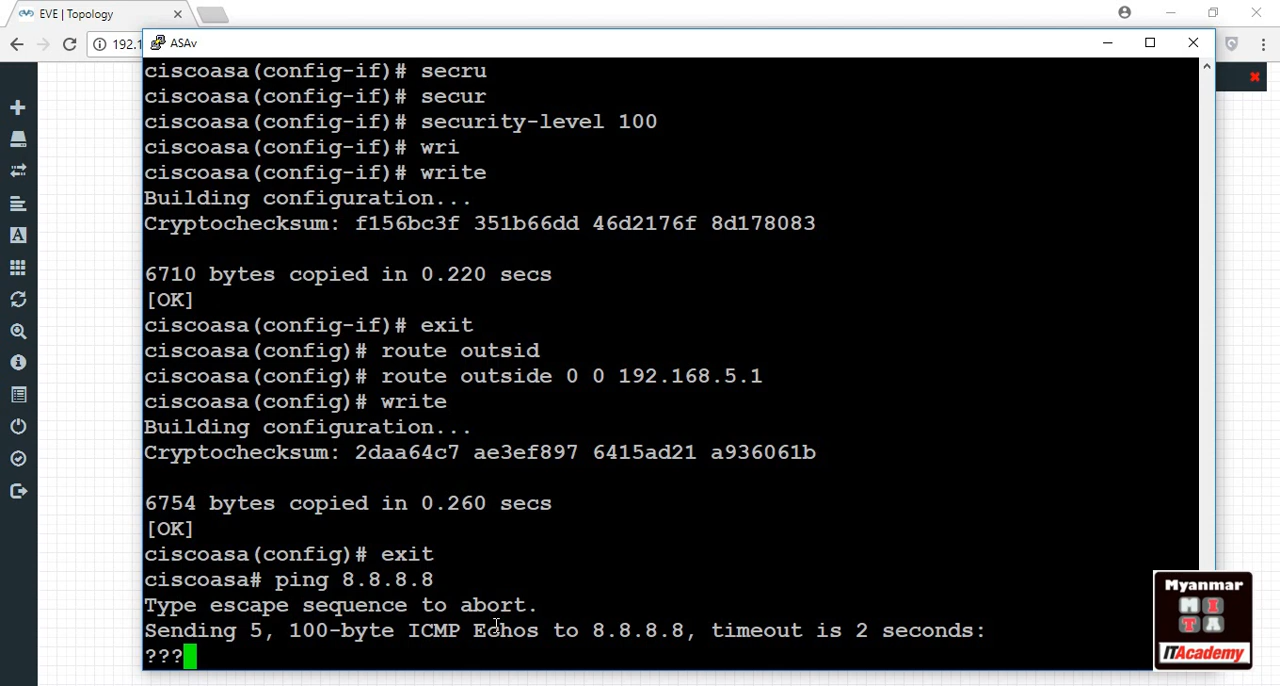 EVE | Topology
192.1
ASAv
ciscoasa(config-if)# secru
ciscoasa(config-if)# secur
ciscoasa(config-if)# security-level 100
ciscoasa(config-if)# wri
ciscoasa(config-if)# write
Building configuration...
Cryptochecksum: f156bc3f 351b66dd 46d2176f 8d178083
6710 bytes copied in 0.220 secs
[OK]
ciscoasa(config-if)# exit
ciscoasa(config)# route outsid
ciscoasa(config)# route outside 0 0 192.168.5.1
ciscoasa(config)# write
Building configuration...
Cryptochecksum: 2daa64c7 ae3ef897 6415ad21 a936061b
6754 bytes copied in 0.260 secs
[OK]
ciscoasa(config)# exit
ciscoasa# ping 8.8.8.8
Type escape sequence to abort.
Sending 5, 100-byte ICMP Echos to 8.8.8.8, timeout is 2 seconds:
???
Myanmar
M I
T A
ITAcademy